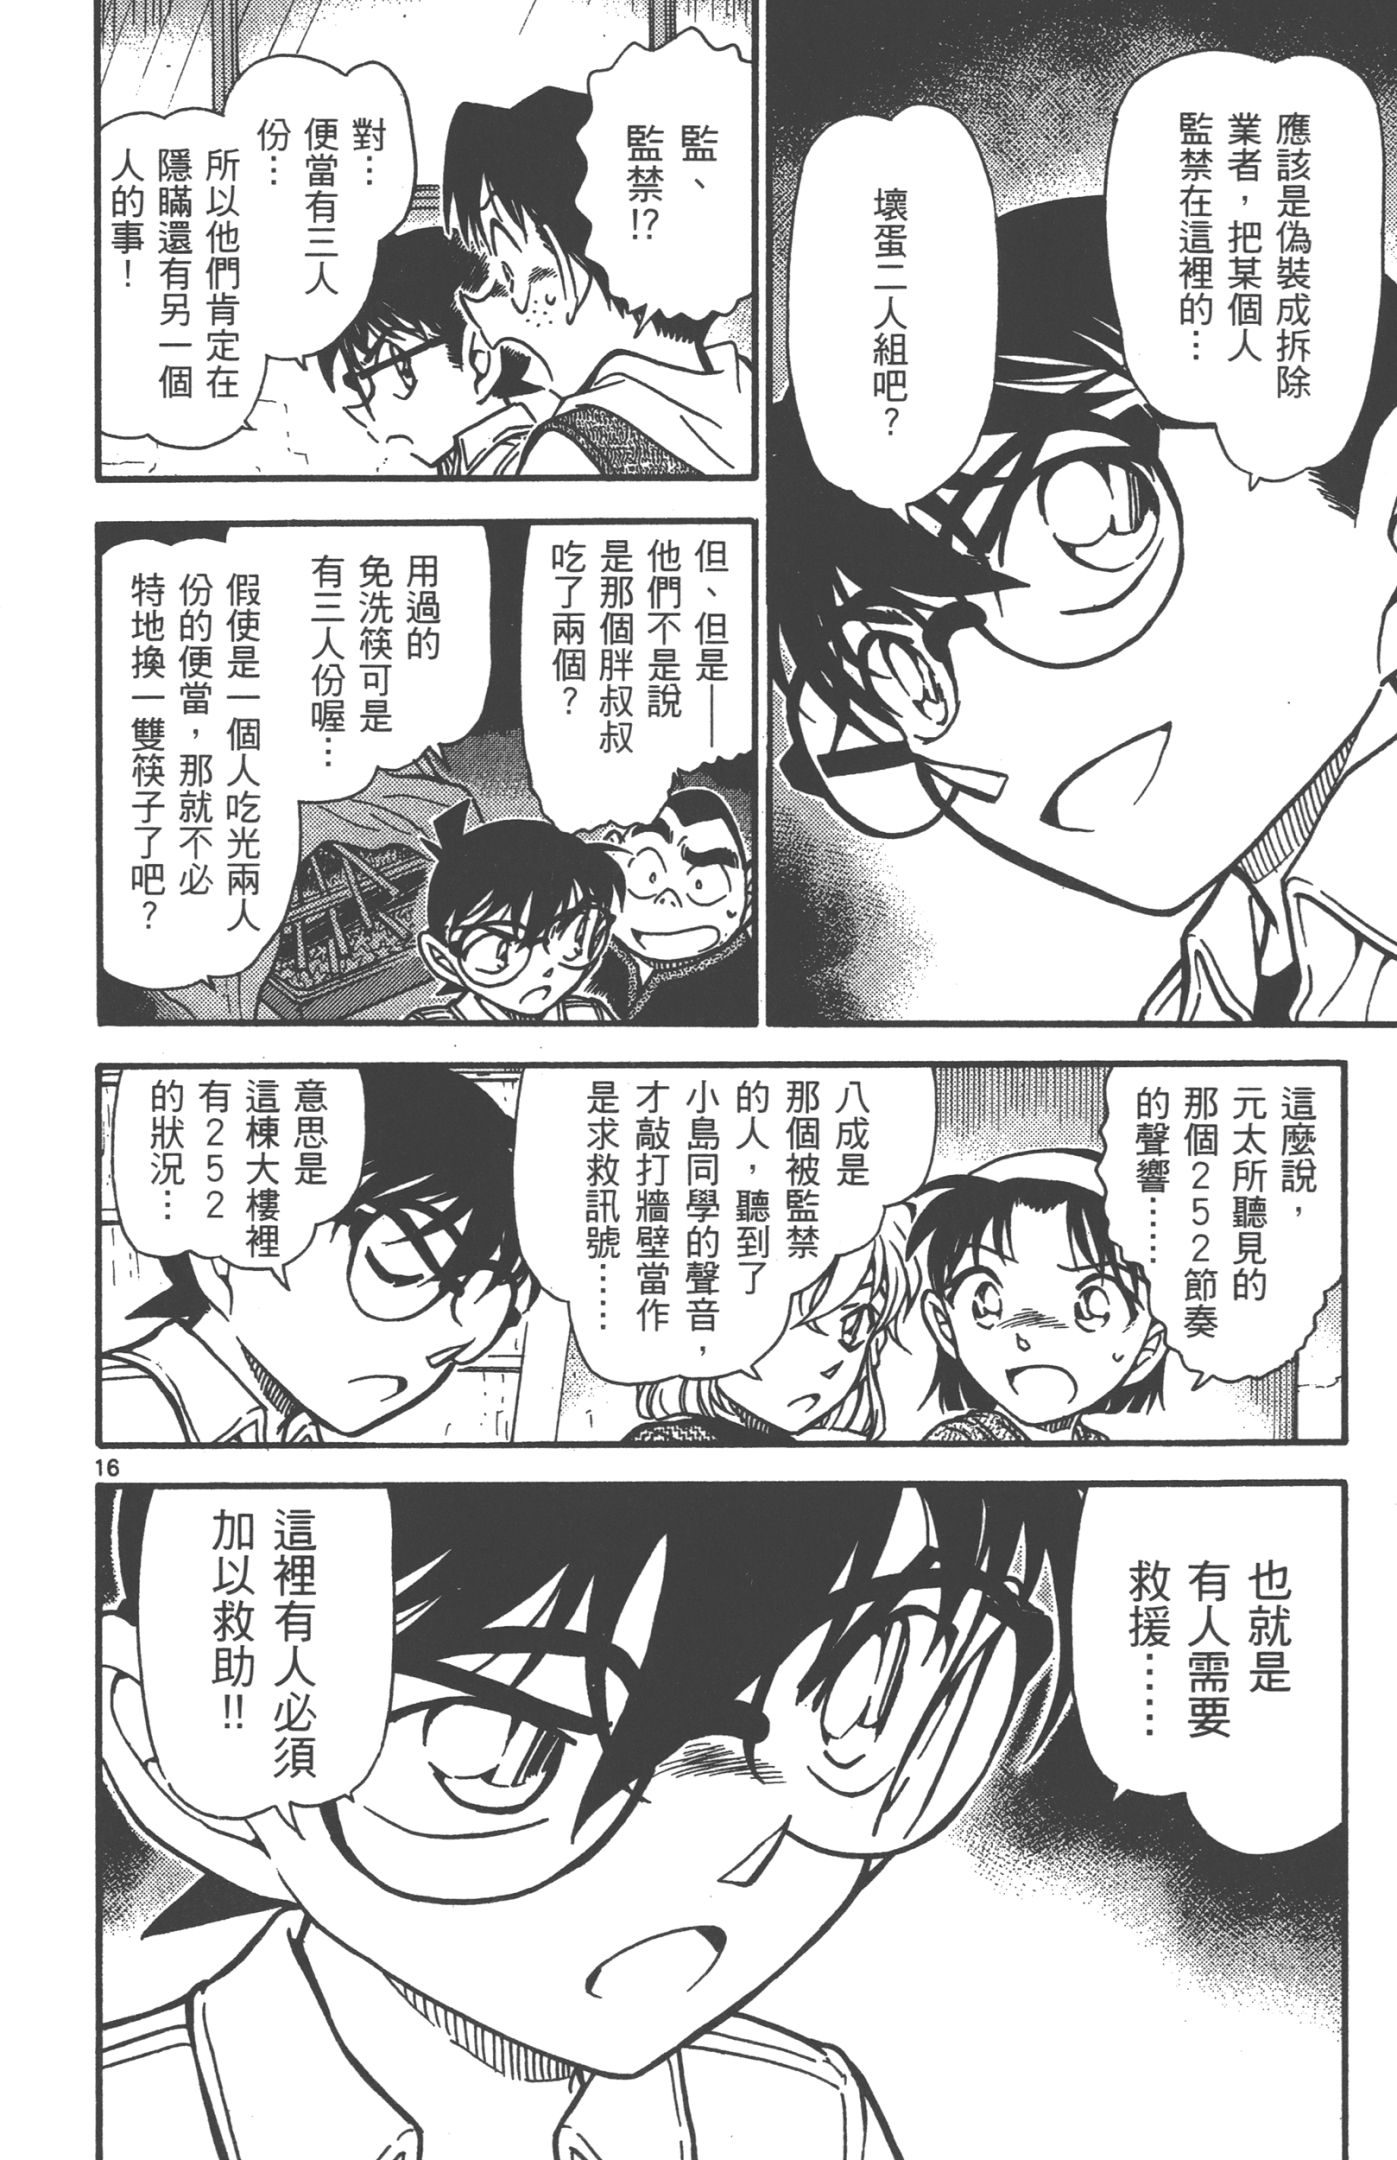 應該是偽裝成拆除
業者，把某個人
監禁在這裡的…
壞蛋二人組吧？
監、
監禁!?
對…
便當有三人
份…
所以他們肯定在
隱瞞還有另一個
人的事！
但、但是——
他們不是說
是那個胖叔叔
吃了兩個？
用過的
免洗筷可是
有三人份喔…
假使是一個人吃光兩人
份的便當，那就不必
特地換一雙筷子了吧？
這麼說，
元太所聽見的
那個252節奏
的聲響……
八成是
那個被監禁
的人，聽到了
小島同學的聲音，
才敲打牆壁當作
是求救訊號……
意思是
這棟大樓裡
有252
的狀況…
16
也就是
有人需要
救援……
這裡有人必須
加以救助!!